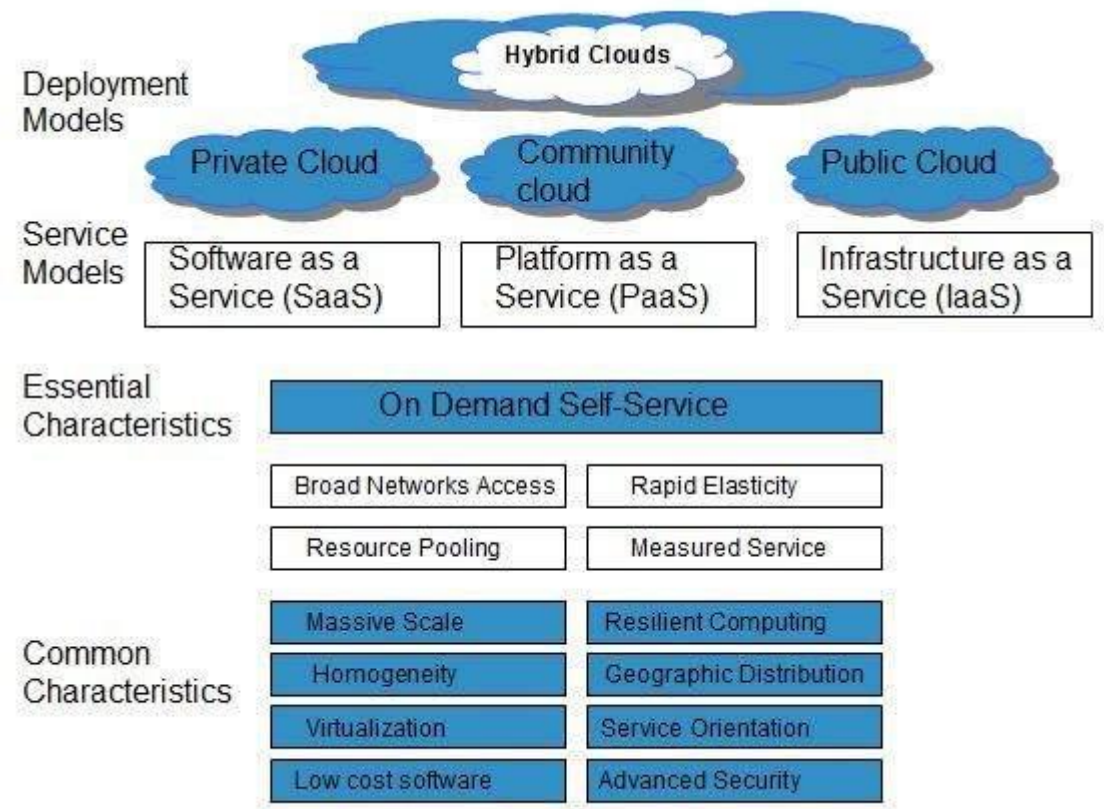 Hybrid Clouds
Deployment
Models
Private Cloud
Community
cloud
Public Cloud
Service
Models
Software as a
Service (SaaS)
Platform as a
Service (PaaS)
Infrastructure as a
Service (IaaS)
Essential
Characteristics
On Demand Self-Service
Broad Networks Access
Rapid Elasticity
Resource Pooling
Measured Service
Common
Characteristics
Massive Scale
Resilient Computing
Homogeneity
Geographic Distribution
Virtualization
Service Orientation
Low cost software
Advanced Security